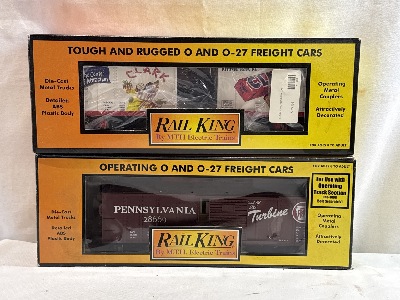 TOUGH AND RUGGED O AND O-27 FREIGHT CARS
Die-Cast
Metal Trucks
Detailed
ABS
Plastic Body
CLARK
Operating
Metal
Couplers
Attractively
Decorated
RAIL KING
By M.T.H. Electric Trains
OPERATING O AND O-27 FREIGHT CARS
Die-Cast
Metal Trucks
Detailed
ABS
Plastic Body
PENNSYLVANIA
Turbine
For Use with
Operating
Track Section
Operating
Metal
Couplers
Attractively
Decorated
RAIL KING
By M.T.H. Electric Trains